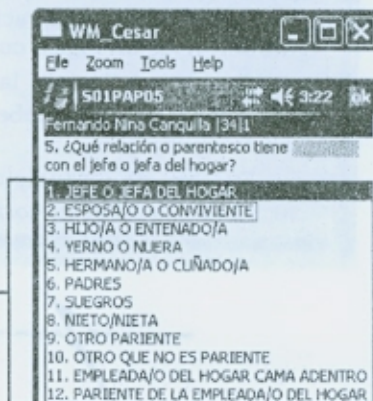 WM_Cesar
File Zoom Tools Help
S01PAP05 3:22 ok
Fernando Nina Canquilla |34|1
5. ¿Qué relación o parentesco tiene
con el jefe o jefa del hogar?
1. JEFE O JEFA DEL HOGAR
2. ESPOSA/O O CONVIVIENTE
3. HIJO/A O ENTENADO/A
4. YERNO O NUERA
5. HERMANO/A O CUÑADO/A
6. PADRES
7. SUEGROS
8. NIETO/NIETA
9. OTRO PARIENTE
10. OTRO QUE NO ES PARIENTE
11. EMPLEADA/O DEL HOGAR CAMA ADENTRO
12. PARIENTE DE LA EMPLEADA/O DEL HOGAR